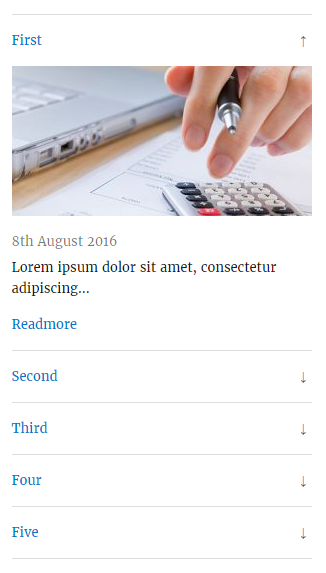 First ↑
8th August 2016
Lorem ipsum dolor sit amet, consectetur
adipiscing...
Readmore
Second ↓
Third ↓
Four ↓
Five ↓